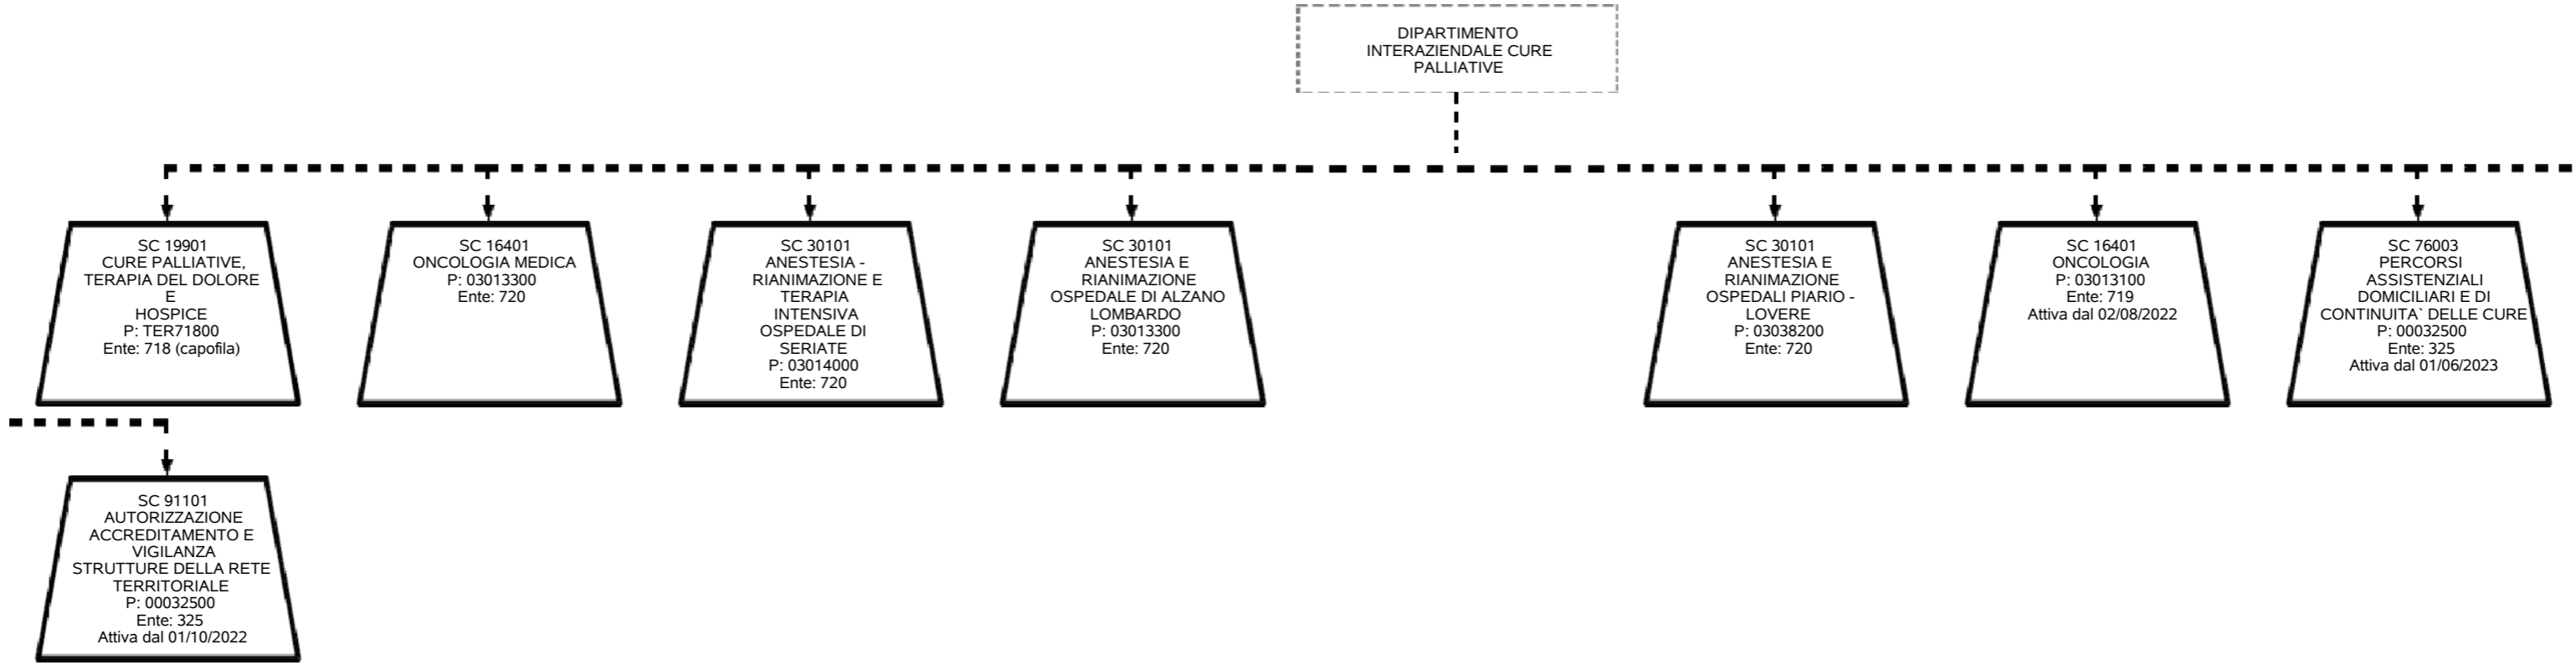 DIPARTIMENTO
INTERAZIENDALE CURE
PALLIATIVE
SC 19901
CURE PALLIATIVE,
TERAPIA DEL DOLORE
E
HOSPICE
P: TER71800
Ente: 718 (capofila)
SC 16401
ONCOLOGIA MEDICA
P: 03013300
Ente: 720
SC 30101
ANESTESIA -
RIANIMAZIONE E
TERAPIA
INTENSIVA
OSPEDALE DI
SERIATE
P: 03014000
Ente: 720
SC 30101
ANESTESIA E
RIANIMAZIONE
OSPEDALE DI ALZANO
LOMBARDO
P: 03013300
Ente: 720
SC 30101
ANESTESIA E
RIANIMAZIONE
OSPEDALI PIARIO -
LOVERE
P: 03038200
Ente: 720
SC 16401
ONCOLOGIA
P: 03013100
Ente: 719
Attiva dal 02/08/2022
SC 76003
PERCORSI
ASSISTENZIALI
DOMICILIARI E DI
CONTINUITA` DELLE CURE
P: 00032500
Ente: 325
Attiva dal 01/06/2023
SC 91101
AUTORIZZAZIONE
ACCREDITAMENTO E
VIGILANZA
STRUTTURE DELLA RETE
TERRITORIALE
P: 00032500
Ente: 325
Attiva dal 01/10/2022